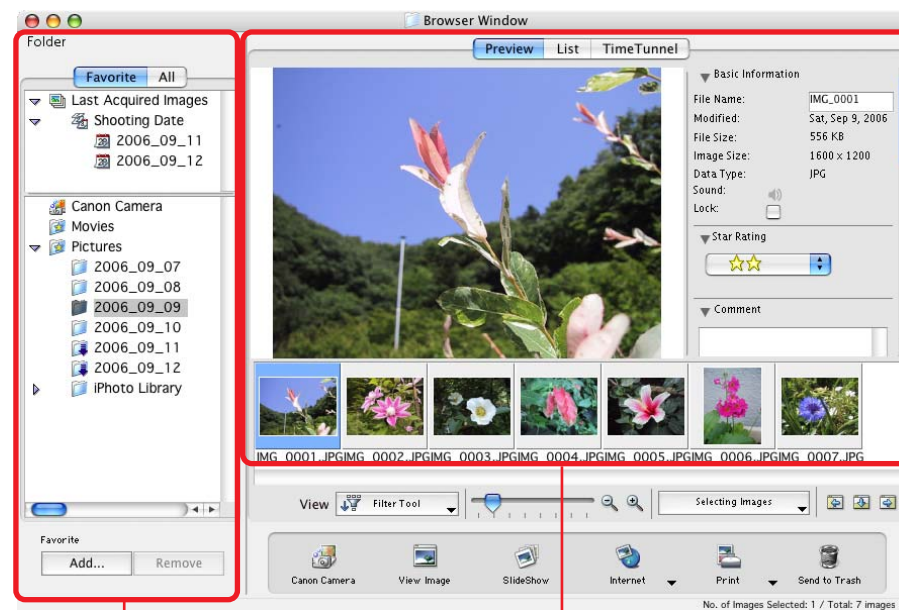 Browser Window
Folder
Favorite All
Last Acquired Images
Shooting Date
2006_09_11
2006_09_12
Canon Camera
Movies
Pictures
2006_09_07
2006_09_08
2006_09_09
2006_09_10
2006_09_11
2006_09_12
iPhoto Library
Favorite
Add... Remove
Preview List TimeTunnel
Basic Information
File Name: IMG_0001
Modified: Sat, Sep 9, 2006
File Size: 556 KB
Image Size: 1600 x 1200
Data Type: JPG
Sound:
Lock:
Star Rating
Comment
IMG_0001.JPG IMG_0002.JPG IMG_0003.JPG IMG_0004.JPG IMG_0005.JPG IMG_0006.JPG IMG_0007.JPG
View Filter Tool Selecting Images
Canon Camera View Image SlideShow Internet Print Send to Trash
No. of Images Selected: 1 / Total: 7 images